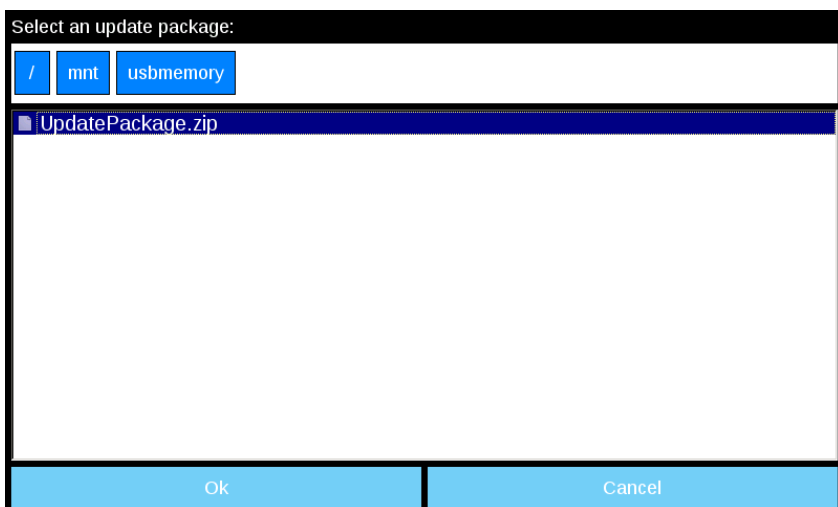 Select an update package:
/ mnt usbmemory
UpdatePackage.zip
Ok Cancel